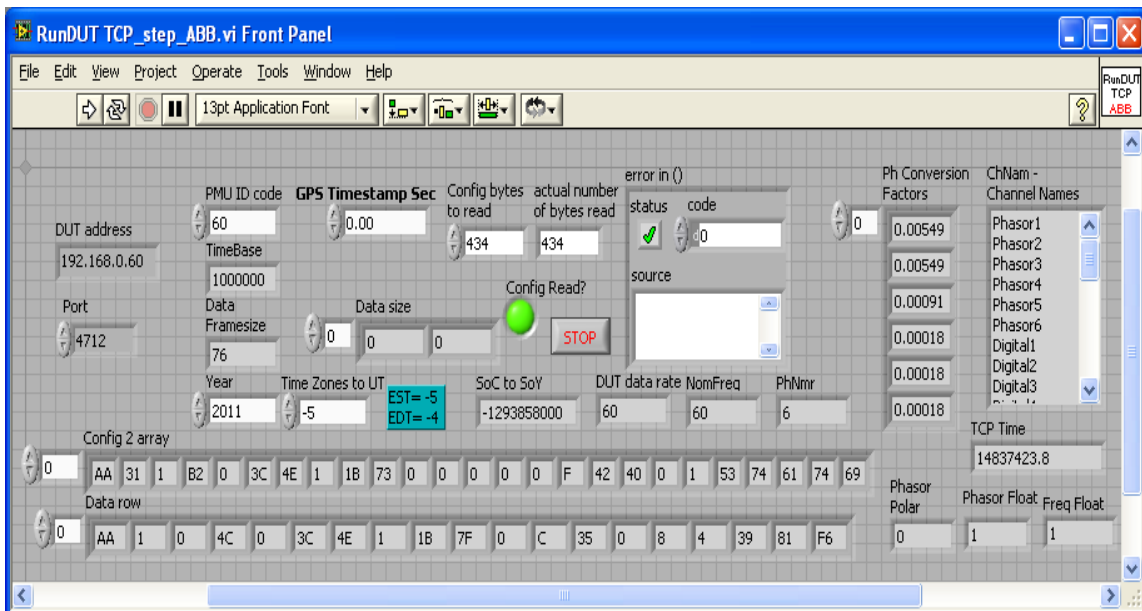 RunDUT TCP_step_ABB.vi Front Panel
File Edit View Project Operate Tools Window Help
13pt Application Font
?
RunDUT
TCP
ABB
DUT address
192.168.0.60
Port
4712
PMU ID code
60
TimeBase
1000000
Data
Framesize
76
Year
2011
GPS Timestamp Sec
0.00
Config bytes
to read
434
actual number
of bytes read
434
Data size
0 0 0
Config Read?
STOP
error in ()
status code
d0
source
Time Zones to UT
-5
EST= -5
EDT= -4
SoC to SoY
-1293858000
DUT data rate
60
NomFreq
60
PhNmr
6
Ph Conversion
Factors
0
0.00549
0.00549
0.00091
0.00018
0.00018
0.00018
ChNam -
Channel Names
Phasor1
Phasor2
Phasor3
Phasor4
Phasor5
Phasor6
Digital1
Digital2
Digital3
TCP Time
14837423.8
Config 2 array
0 AA 31 1 B2 0 3C 4E 1 1B 73 0 0 0 0 0 F 42 40 0 1 53 74 61 74 69
Data row
0 AA 1 0 4C 0 3C 4E 1 1B 7F 0 C 35 0 8 4 39 81 F6
Phasor
Polar
0
Phasor Float
1
Freq Float
1